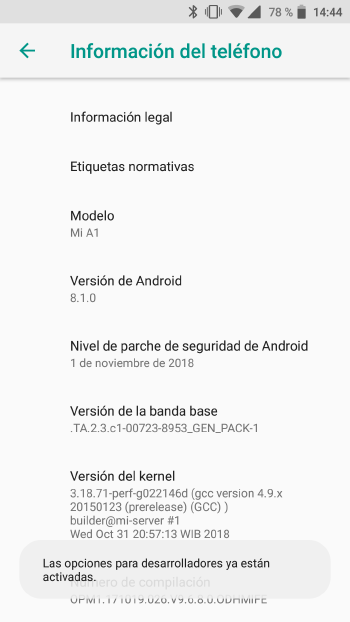 78 % 14:44
Información del teléfono
Información legal
Etiquetas normativas
Modelo
Mi A1
Versión de Android
8.1.0
Nivel de parche de seguridad de Android
1 de noviembre de 2018
Versión de la banda base
.TA.2.3.c1-00723-8953_GEN_PACK-1
Versión del kernel
3.18.71-perf-g022146d (gcc version 4.9.x
20150123 (prerelease) (GCC) )
builder@mi-server #1
Wed Oct 31 20:57:13 WIB 2018
Las opciones para desarrolladores ya están
activadas.
Número de compilación
OPM1.171019.026.V9.6.8.0.ODHMIFE